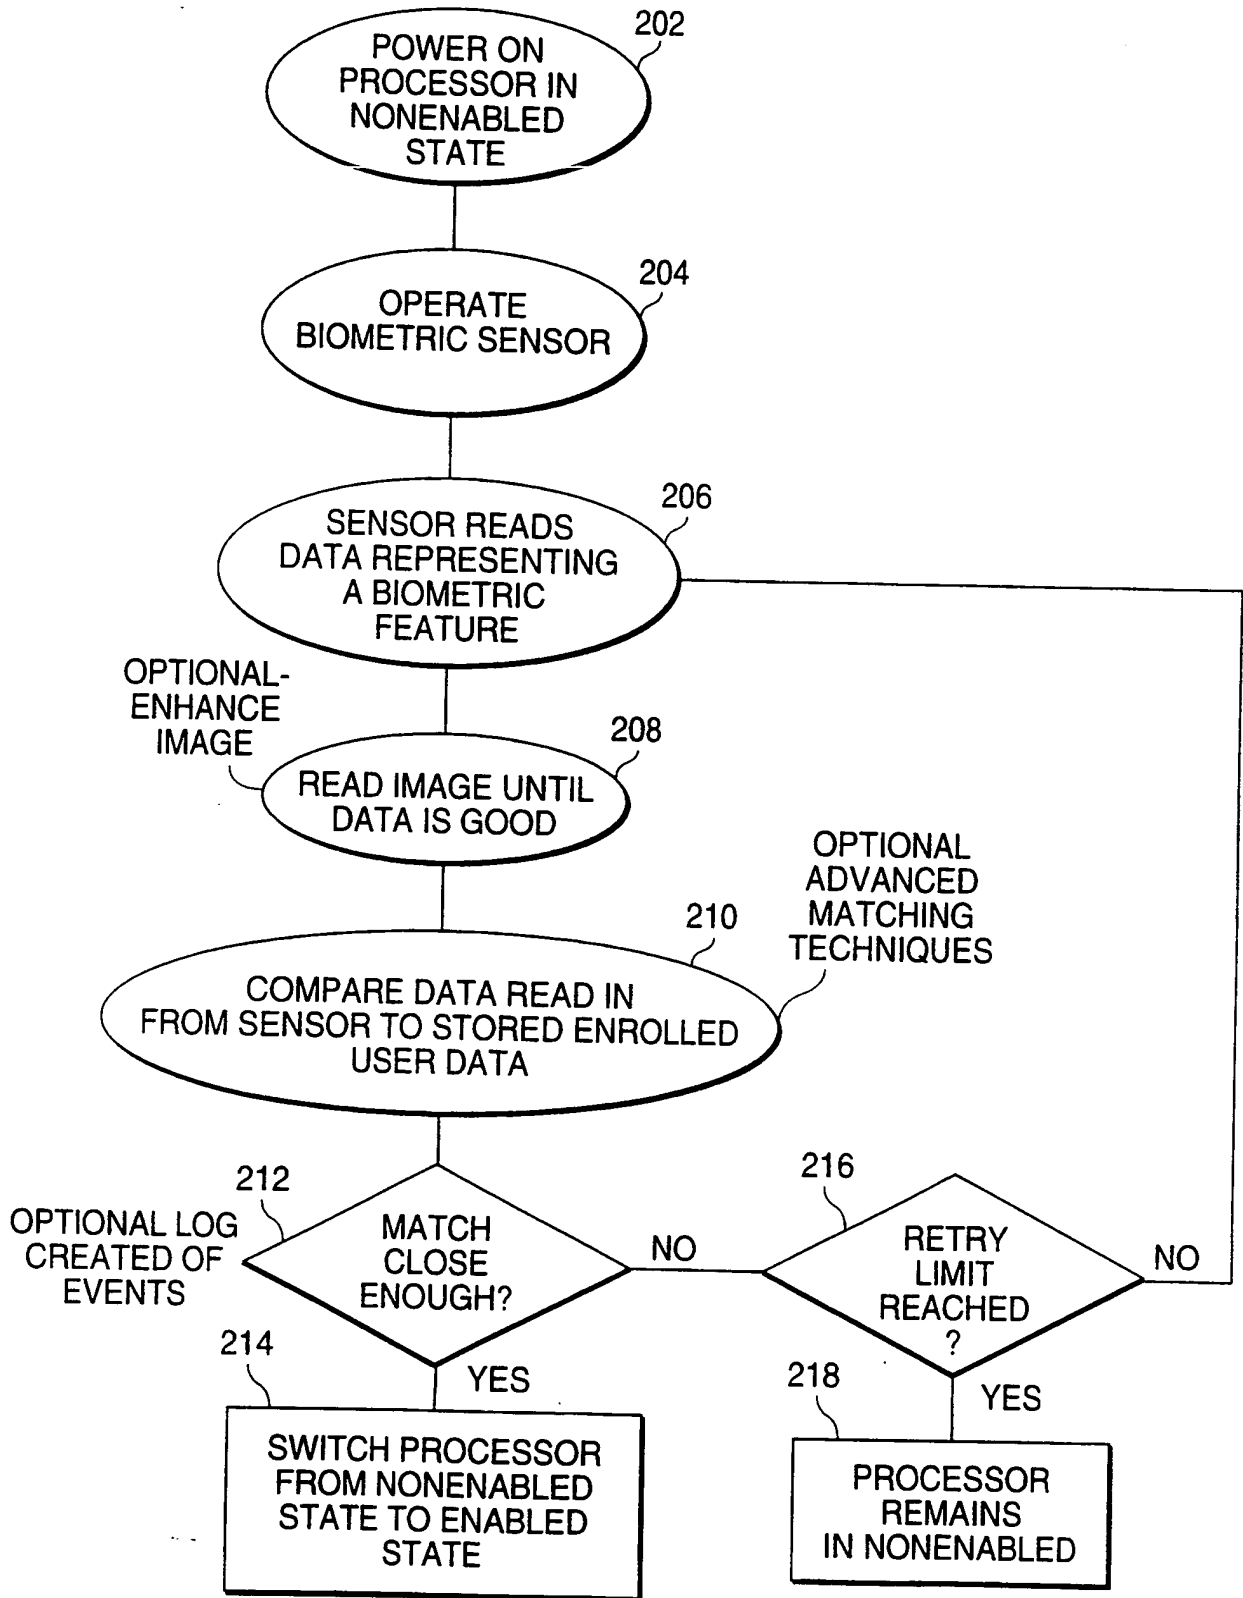 202
POWER ON
PROCESSOR IN
NONENABLED
STATE
204
OPERATE
BIOMETRIC SENSOR
206
SENSOR READS
DATA REPRESENTING
A BIOMETRIC
FEATURE
OPTIONAL-
ENHANCE
IMAGE
208
READ IMAGE UNTIL
DATA IS GOOD
OPTIONAL
ADVANCED
MATCHING
TECHNIQUES
210
COMPARE DATA READ IN
FROM SENSOR TO STORED ENROLLED
USER DATA
212
OPTIONAL LOG
CREATED OF
EVENTS
MATCH
CLOSE
ENOUGH?
NO
216
RETRY
LIMIT
REACHED
?
NO
214
YES
SWITCH PROCESSOR
FROM NONENABLED
STATE TO ENABLED
STATE
218
YES
PROCESSOR
REMAINS
IN NONENABLED